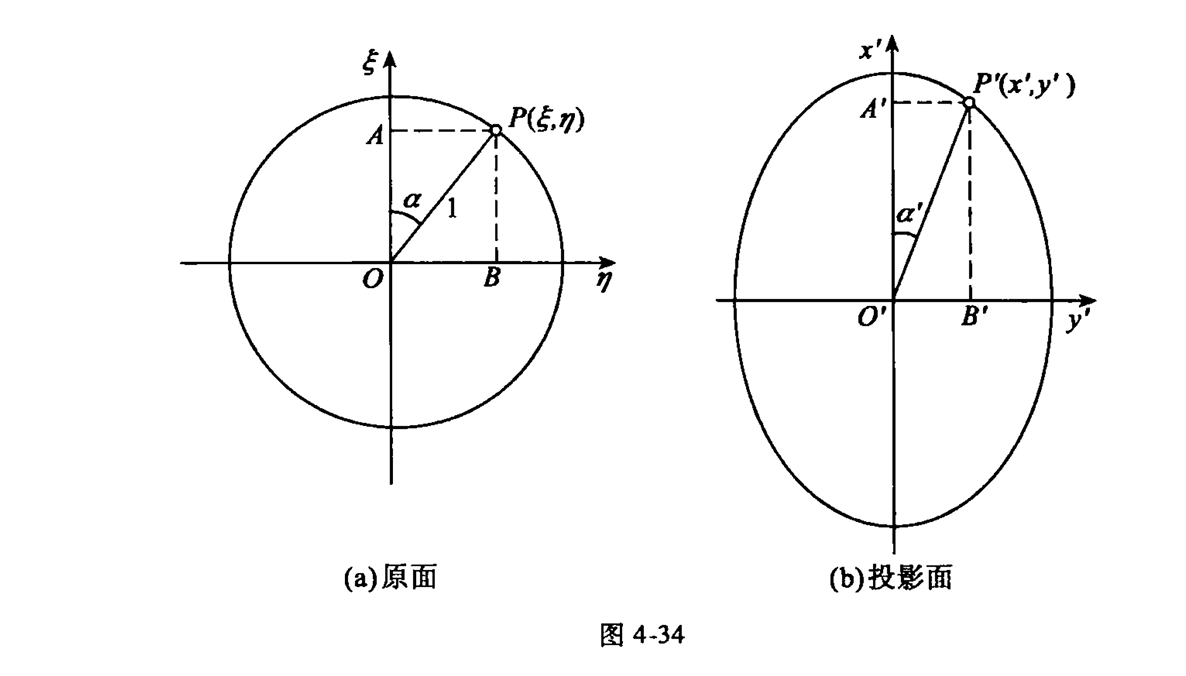 ξ
A
P(ξ,η)
α
1
O
B
η
(a)原面
x′
A′
P′(x′,y′)
α′
O′
B′
y′
(b)投影面
图 4-34